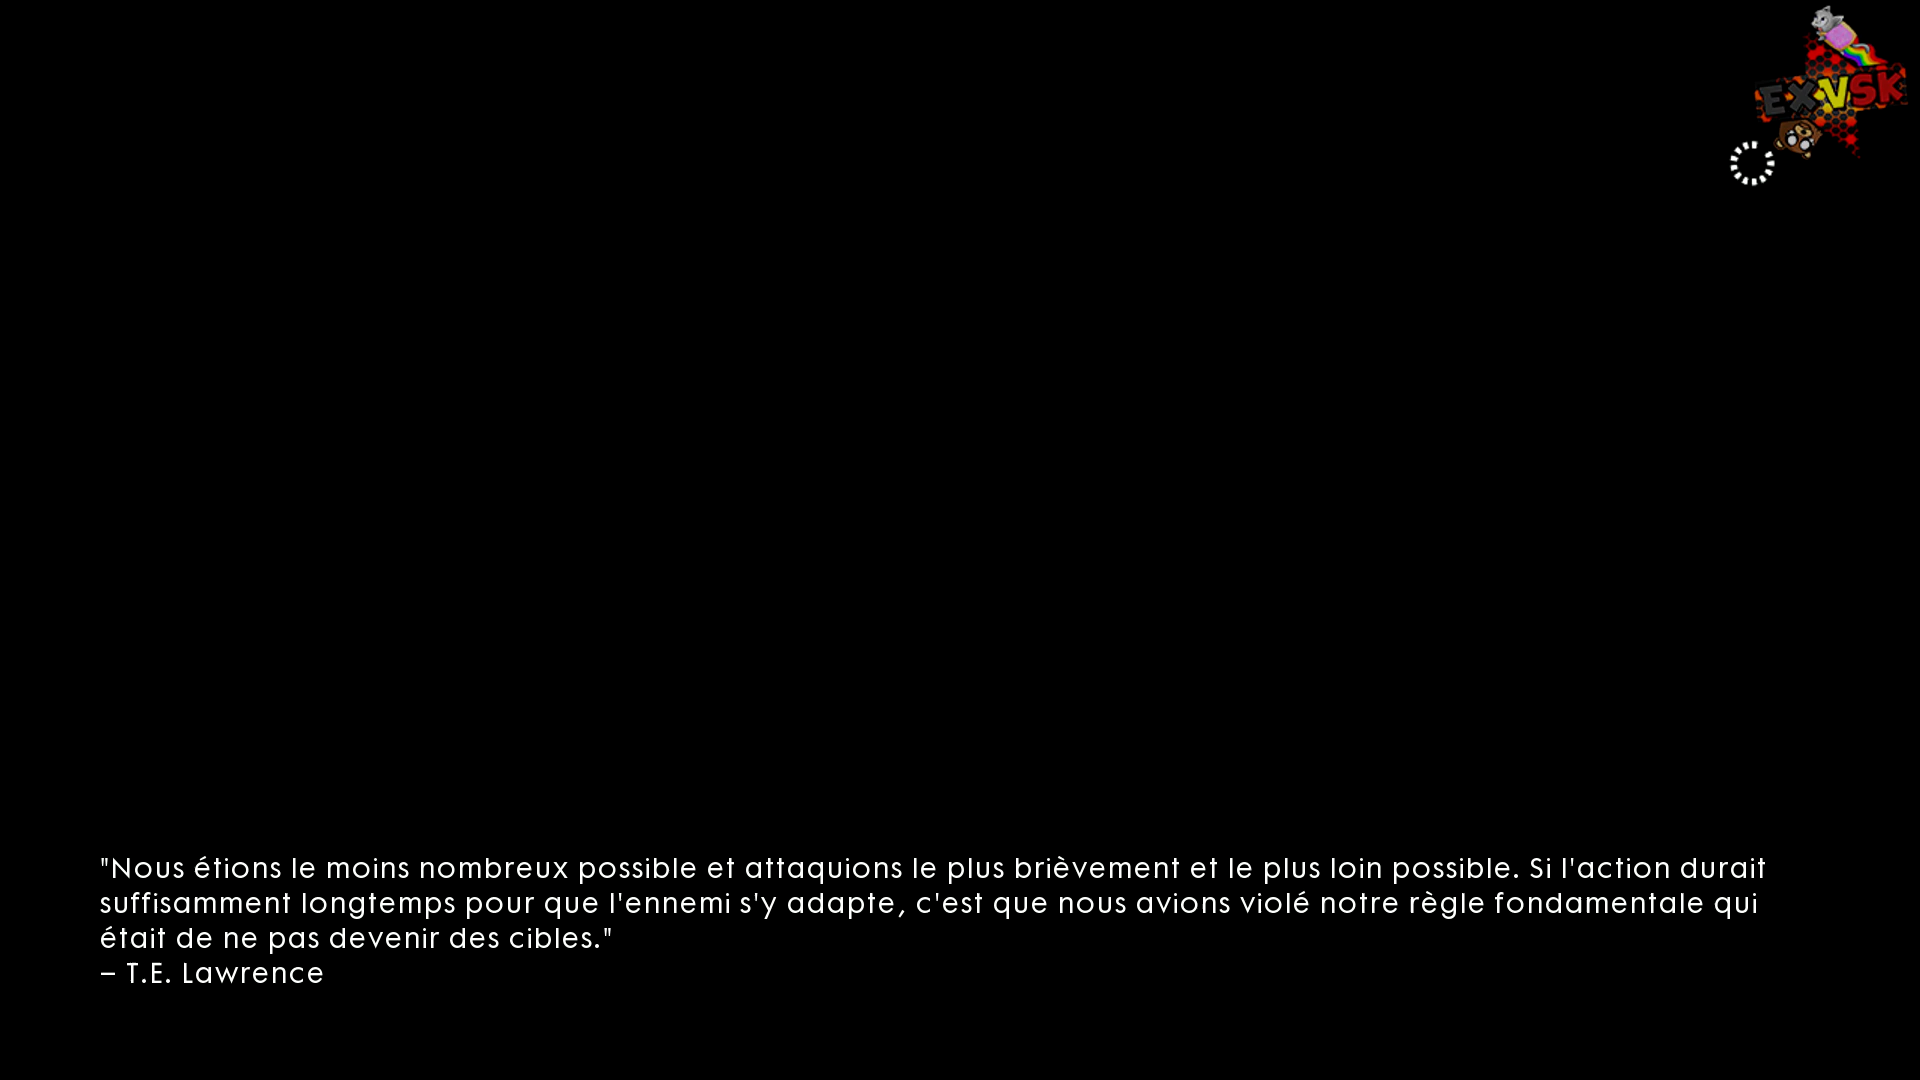 EXVSK
"Nous étions le moins nombreux possible et attaquions le plus brièvement et le plus loin possible. Si l'action durait
suffisamment longtemps pour que l'ennemi s'y adapte, c'est que nous avions violé notre règle fondamentale qui
était de ne pas devenir des cibles."
– T.E. Lawrence